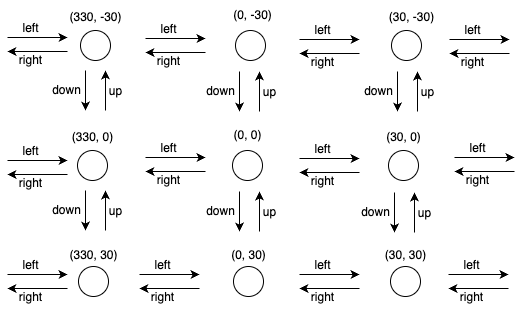 (330, -30) (0, -30) (30, -30)
left left left left
right right right right
down up down up down up
(330, 0) (0, 0) (30, 0)
left left left left
right right right right
down up down up down up
(330, 30) (0, 30) (30, 30)
left left left left
right right right right